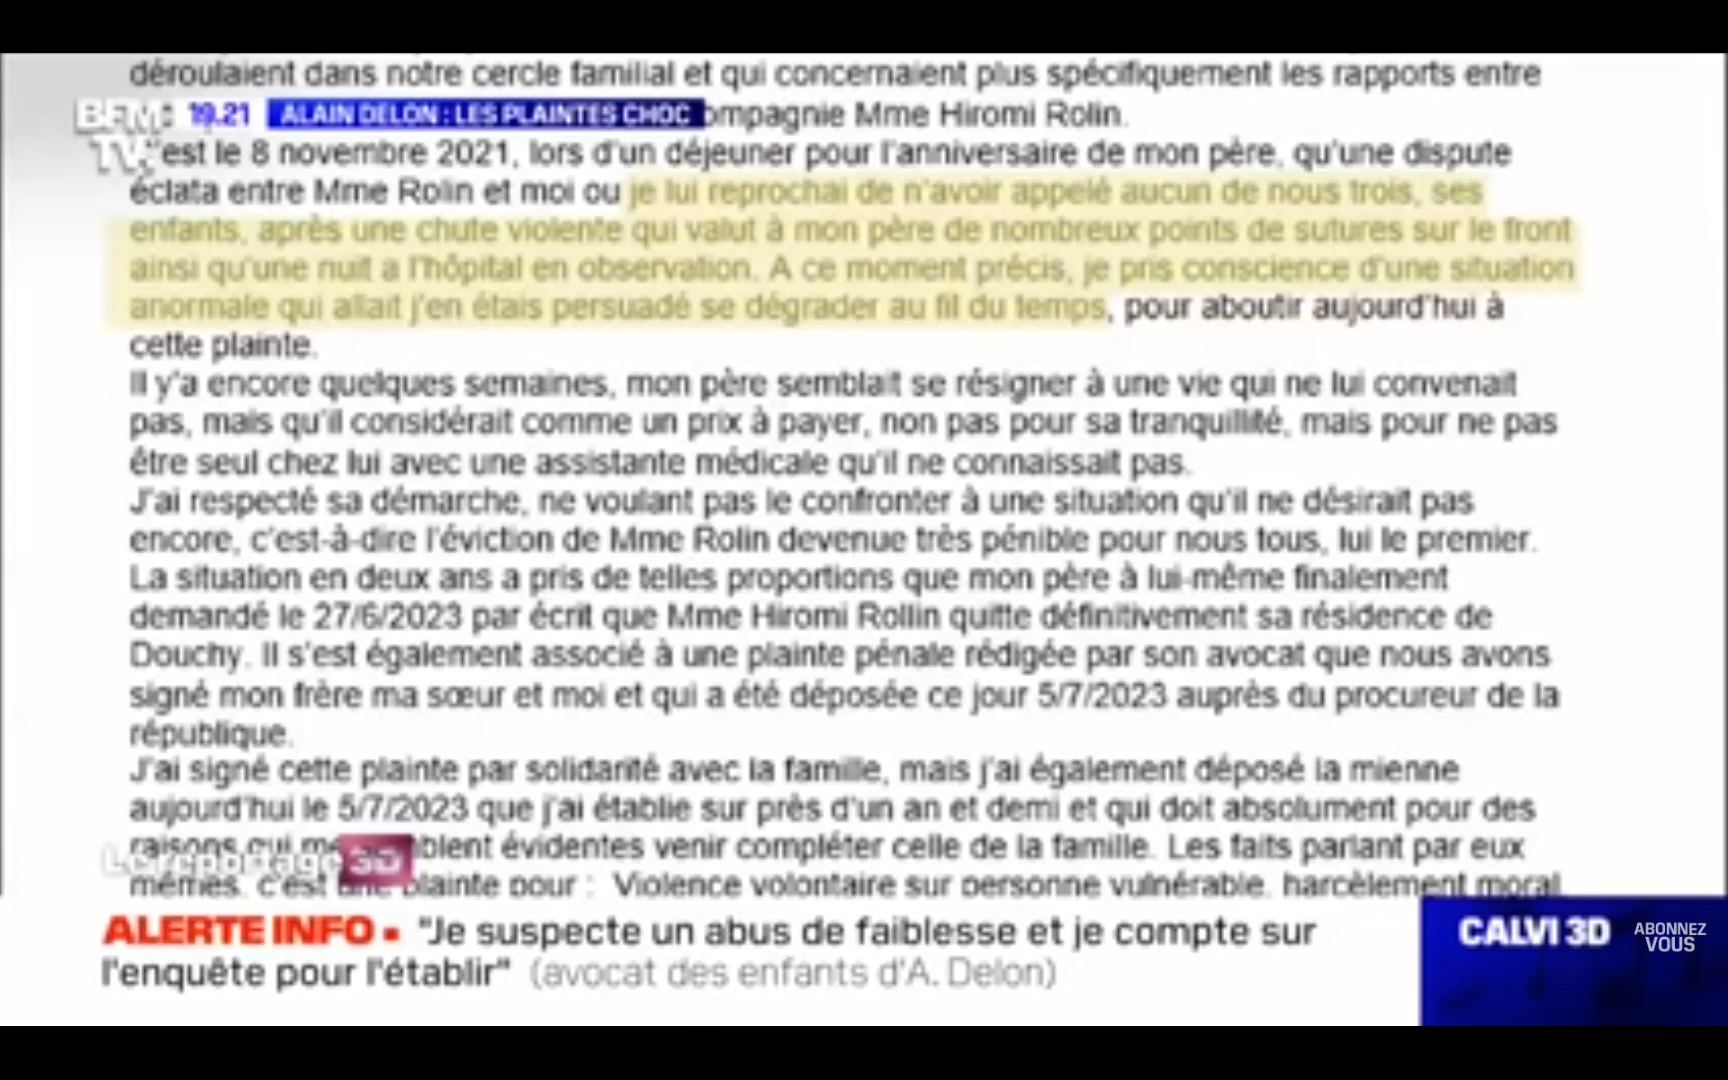 déroulaient dans notre cercle familial et qui concernaient plus spécifiquement les rapports entre
BFM: 19.21 ALAIN DELON : LES PLAINTES CHOC ompagnie Mme Hiromi Rolin.
TV. 'est le 8 novembre 2021, lors d'un déjeuner pour l'anniversaire de mon père, qu'une dispute
éclata entre Mme Rolin et moi ou je lui reprochai de n'avoir appelé aucun de nous trois, ses
enfants, après une chute violente qui valut à mon père de nombreux points de sutures sur le front
ainsi qu'une nuit a l'hôpital en observation. A ce moment précis, je pris conscience d'une situation
anormale qui allait j'en étais persuadé se dégrader au fil du temps, pour aboutir aujourd'hui à
cette plainte.
Il y'a encore quelques semaines, mon père semblait se résigner à une vie qui ne lui convenait
pas, mais qu'il considérait comme un prix à payer, non pas pour sa tranquillité, mais pour ne pas
être seul chez lui avec une assistante médicale qu'il ne connaissait pas.
J'ai respecté sa démarche, ne voulant pas le confronter à une situation qu'il ne désirait pas
encore, c'est-à-dire l'éviction de Mme Rolin devenue très pénible pour nous tous, lui le premier.
La situation en deux ans a pris de telles proportions que mon père à lui-même finalement
demandé le 27/6/2023 par écrit que Mme Hiromi Rollin quitte définitivement sa résidence de
Douchy. Il s'est également associé à une plainte pénale rédigée par son avocat que nous avons
signé mon frère ma sœur et moi et qui a été déposée ce jour 5/7/2023 auprès du procureur de la
république.
J'ai signé cette plainte par solidarité avec la famille, mais j'ai également déposé la mienne
aujourd'hui le 5/7/2023 que j'ai établie sur près d'un an et demi et qui doit absolument pour des
raisons qui me blent évidentes venir compléter celle de la famille. Les faits parlant par eux
Le reportage 3D
mêmes, c'est une plainte pour : Violence volontaire sur personne vulnérable, harcèlement moral
ALERTE INFO "Je suspecte un abus de faiblesse et je compte sur
l'enquête pour l'établir" (avocat des enfants d'A. Delon)
CALVI 3D
ABONNEZ
VOUS